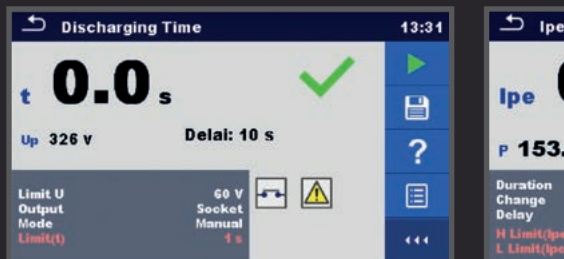 Discharging Time 13:31
t 0.0 s
Up 326 V Delai: 10 s
?
Limit U 60 V
Output Socket
Mode Manual
Limit(t) 1 s
Ipe
Ipe
P 153.
Duration
Change
Delay
H Limit(Ipe
L Limit(Ipe